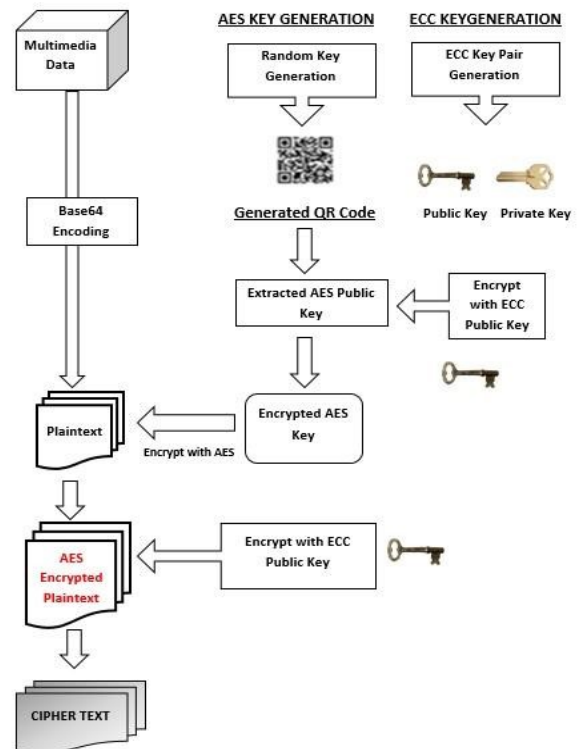 AES KEY GENERATION
ECC KEYGENERATION
Multimedia
Data
Random Key
Generation
ECC Key Pair
Generation
Public Key
Private Key
Base64
Encoding
Generated QR Code
Extracted AES Public
Key
Encrypt
with ECC
Public Key
Encrypted AES
Key
Plaintext
Encrypt with AES
AES
Encrypted
Plaintext
Encrypt with ECC
Public Key
CIPHER TEXT